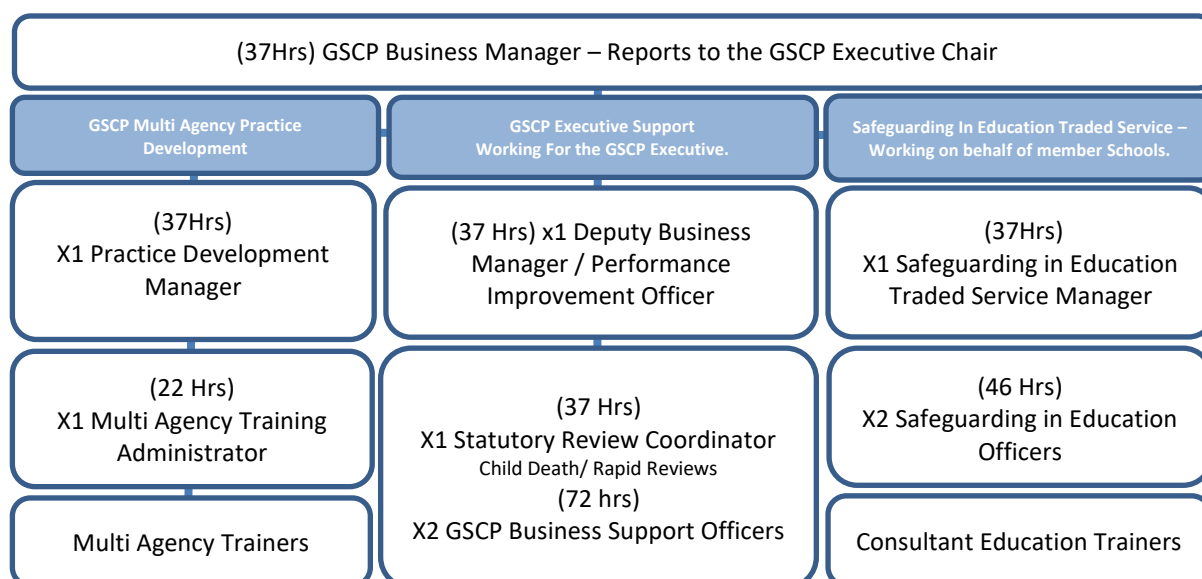 (37Hrs) GSCP Business Manager – Reports to the GSCP Executive Chair
GSCP Multi Agency Practice
Development
GSCP Executive Support
Working For the GSCP Executive.
Safeguarding In Education Traded Service –
Working on behalf of member Schools.
(37Hrs)
X1 Practice Development
Manager
(37 Hrs) x1 Deputy Business
Manager / Performance
Improvement Officer
(37Hrs)
X1 Safeguarding in Education
Traded Service Manager
(22 Hrs)
X1 Multi Agency Training
Administrator
(37 Hrs)
X1 Statutory Review Coordinator
Child Death/ Rapid Reviews
(72 hrs)
X2 GSCP Business Support Officers
(46 Hrs)
X2 Safeguarding in Education
Officers
Multi Agency Trainers
Consultant Education Trainers